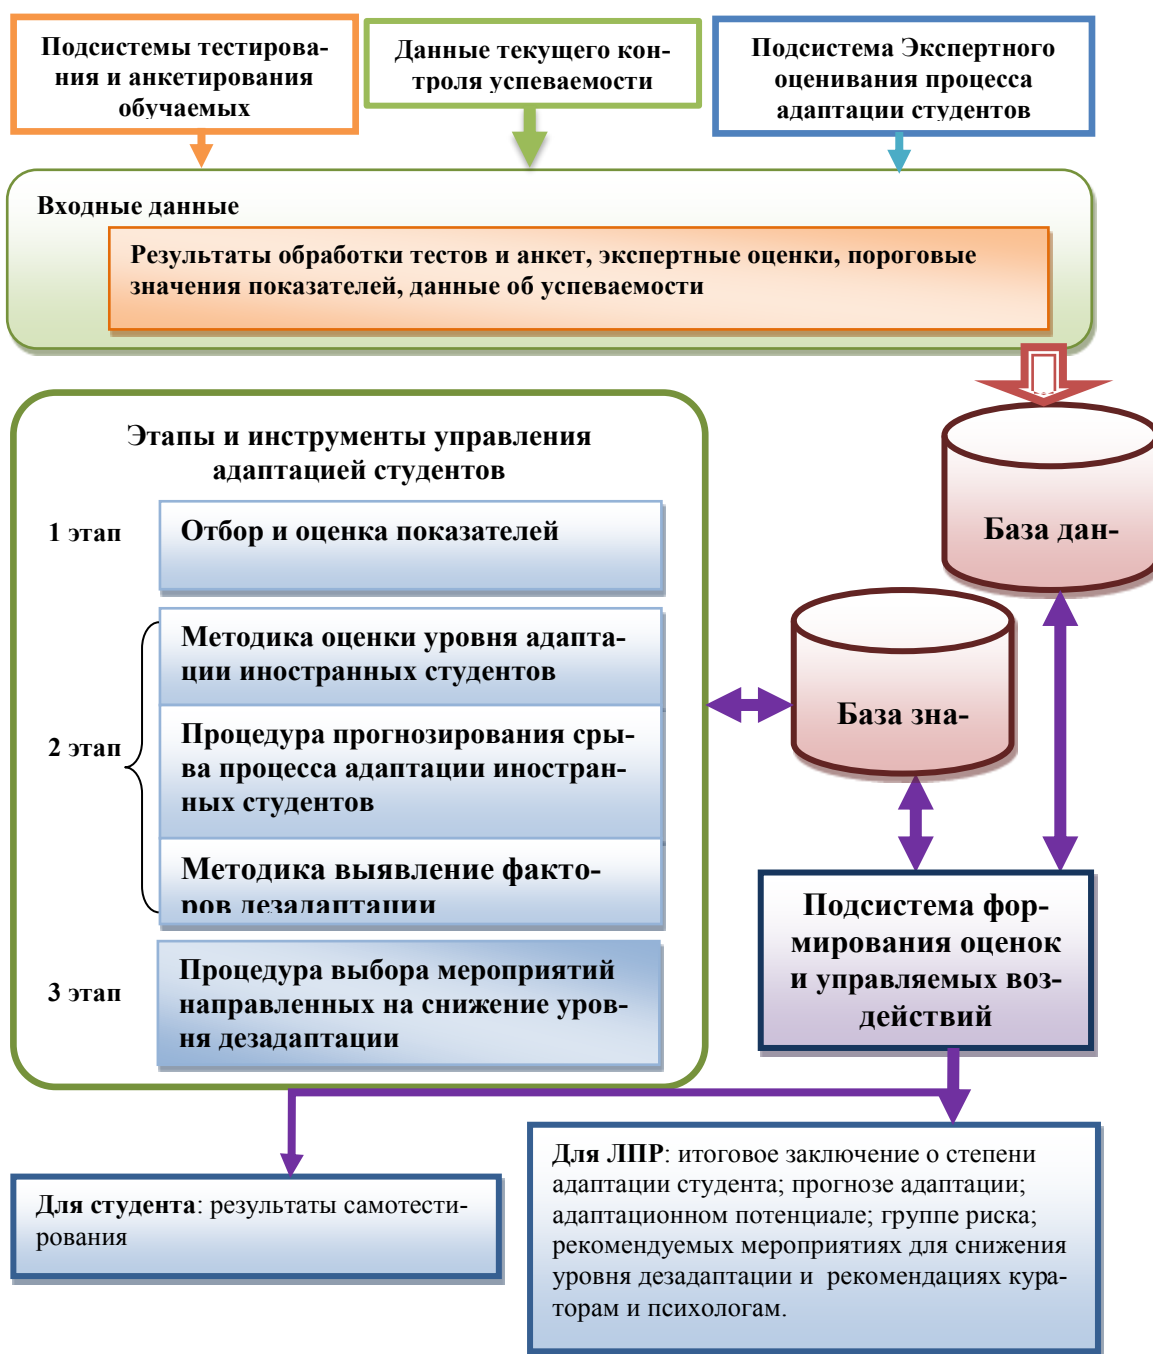 Подсистемы тестирова-
ния и анкетирования
обучаемых
Данные текущего кон-
троля успеваемости
Подсистема Экспертного
оценивания процесса
адаптации студентов
Входные данные
Результаты обработки тестов и анкет, экспертные оценки, пороговые
значения показателей, данные об успеваемости
Этапы и инструменты управления
адаптацией студентов
1 этап
Отбор и оценка показателей
2 этап
Методика оценки уровня адапта-
ции иностранных студентов
Процедура прогнозирования сры-
ва процесса адаптации иностран-
ных студентов
Методика выявление факто-
ров дезадаптации
3 этап
Процедура выбора мероприятий
направленных на снижение уров-
ня дезадаптации
База дан-
База зна-
Подсистема фор-
мирования оценок
и управляемых воз-
действий
Для студента: результаты самотести-
рования
Для ЛПР: итоговое заключение о степени
адаптации студента; прогнозе адаптации;
адаптационном потенциале; группе риска;
рекомендуемых мероприятиях для снижения
уровня дезадаптации и  рекомендациях кура-
торам и психологам.